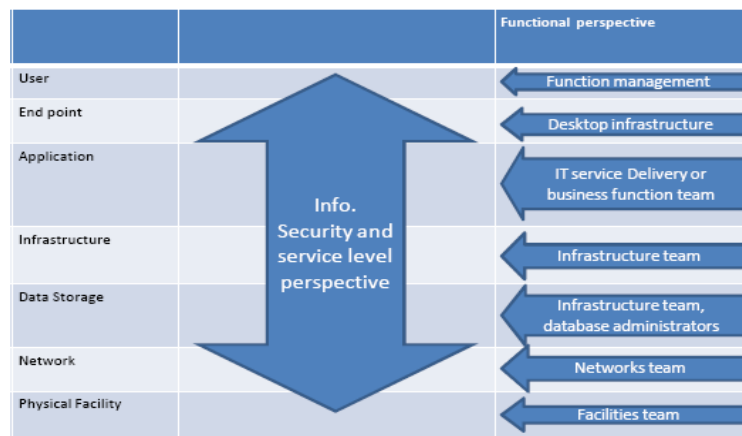 Functional perspective
User
Function management
End point
Desktop infrastructure
Application
IT service Delivery or
business function team
Info.
Security and
service level
perspective
Infrastructure
Infrastructure team
Data Storage
Infrastructure team,
database administrators
Network
Networks team
Physical Facility
Facilities team